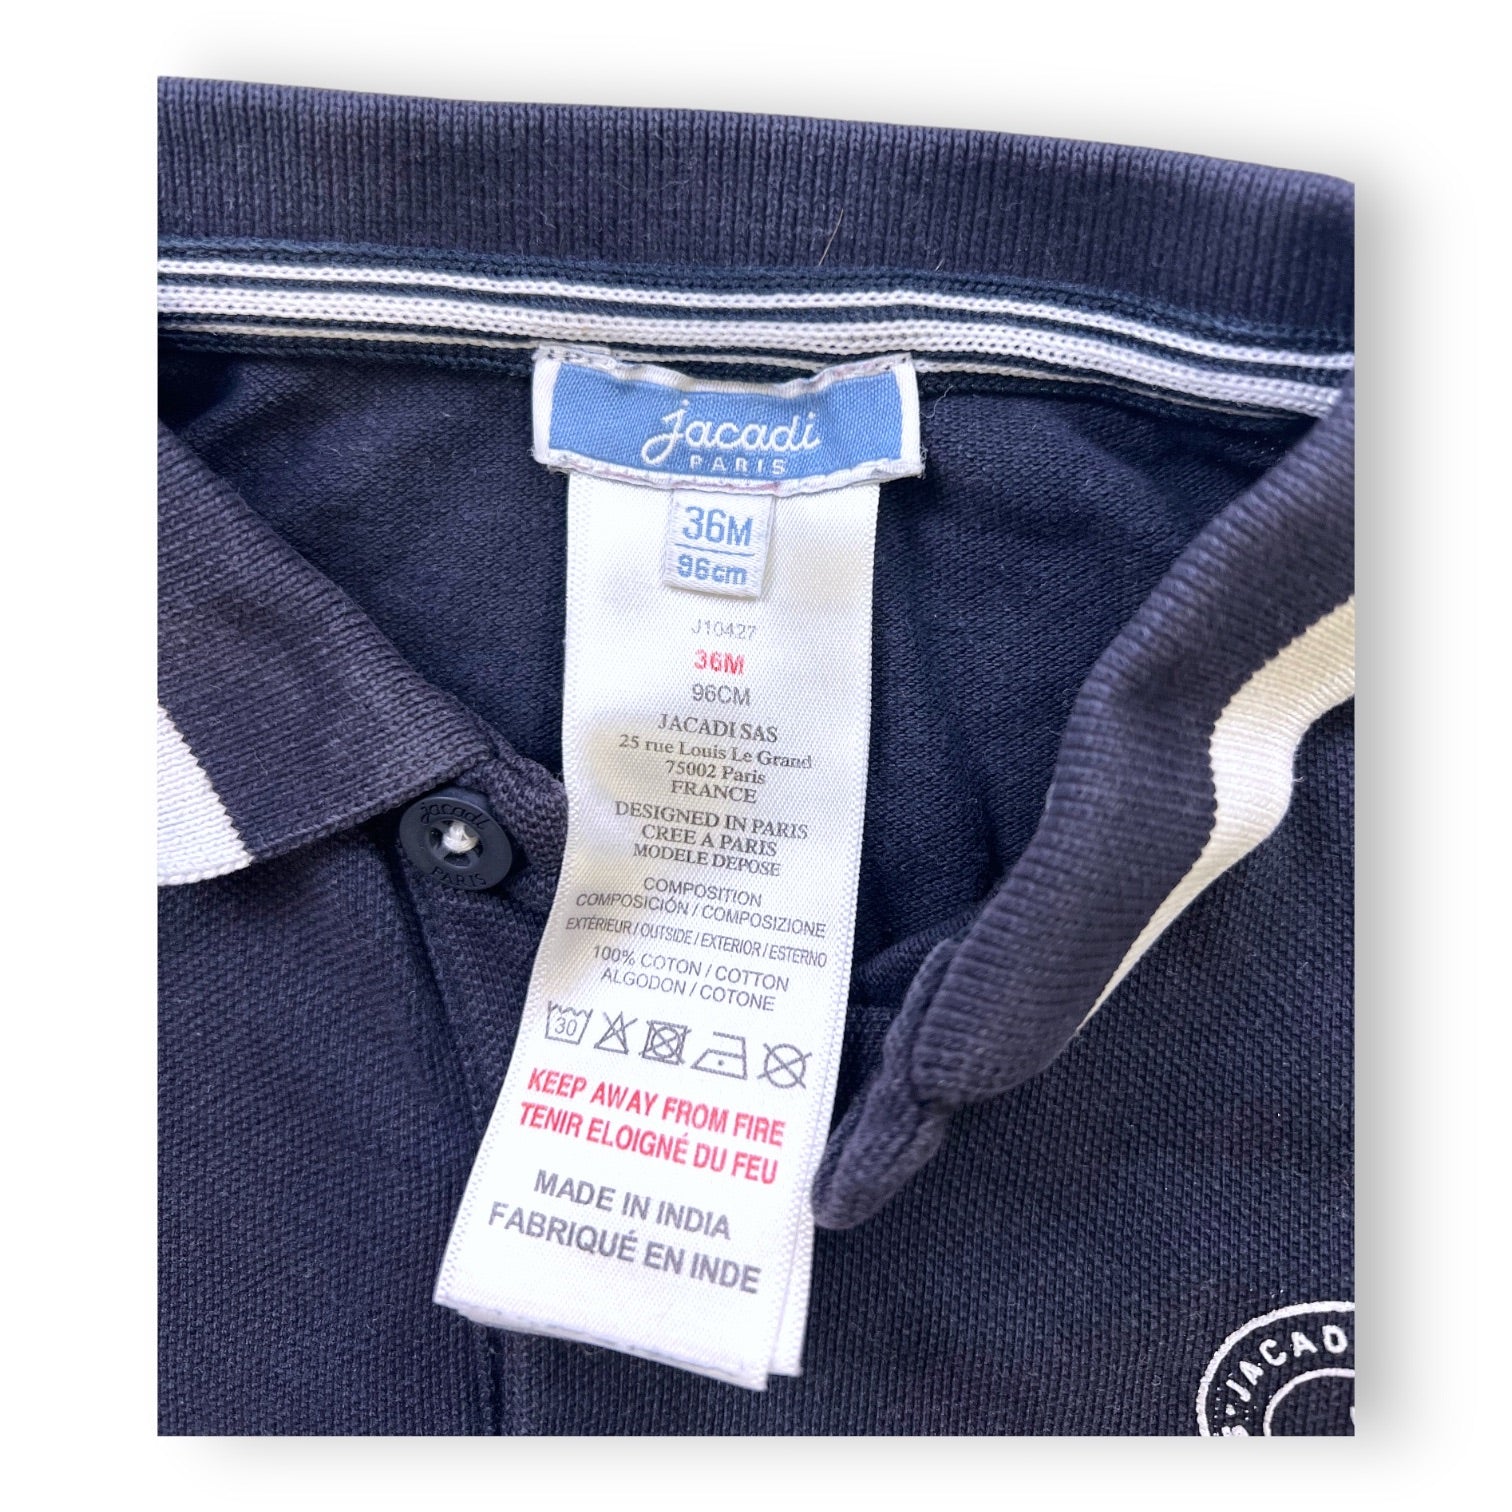 jacadi
PARIS
36M
96cm
J10427
36M
96CM
JACADI SAS
25 rue Louis Le Grand
75002 Paris
FRANCE
DESIGNED IN PARIS
CREE A PARIS
MODELE DEPOSE
COMPOSITION
COMPOSICIÓN / COMPOSIZIONE
EXTÉRIEUR / OUTSIDE / EXTERIOR / ESTERNO
100% COTON / COTTON
ALGODON / COTONE
30
KEEP AWAY FROM FIRE
TENIR ELOIGNÉ DU FEU
MADE IN INDIA
FABRIQUÉ EN INDE
jacadi
PARIS
JACAD